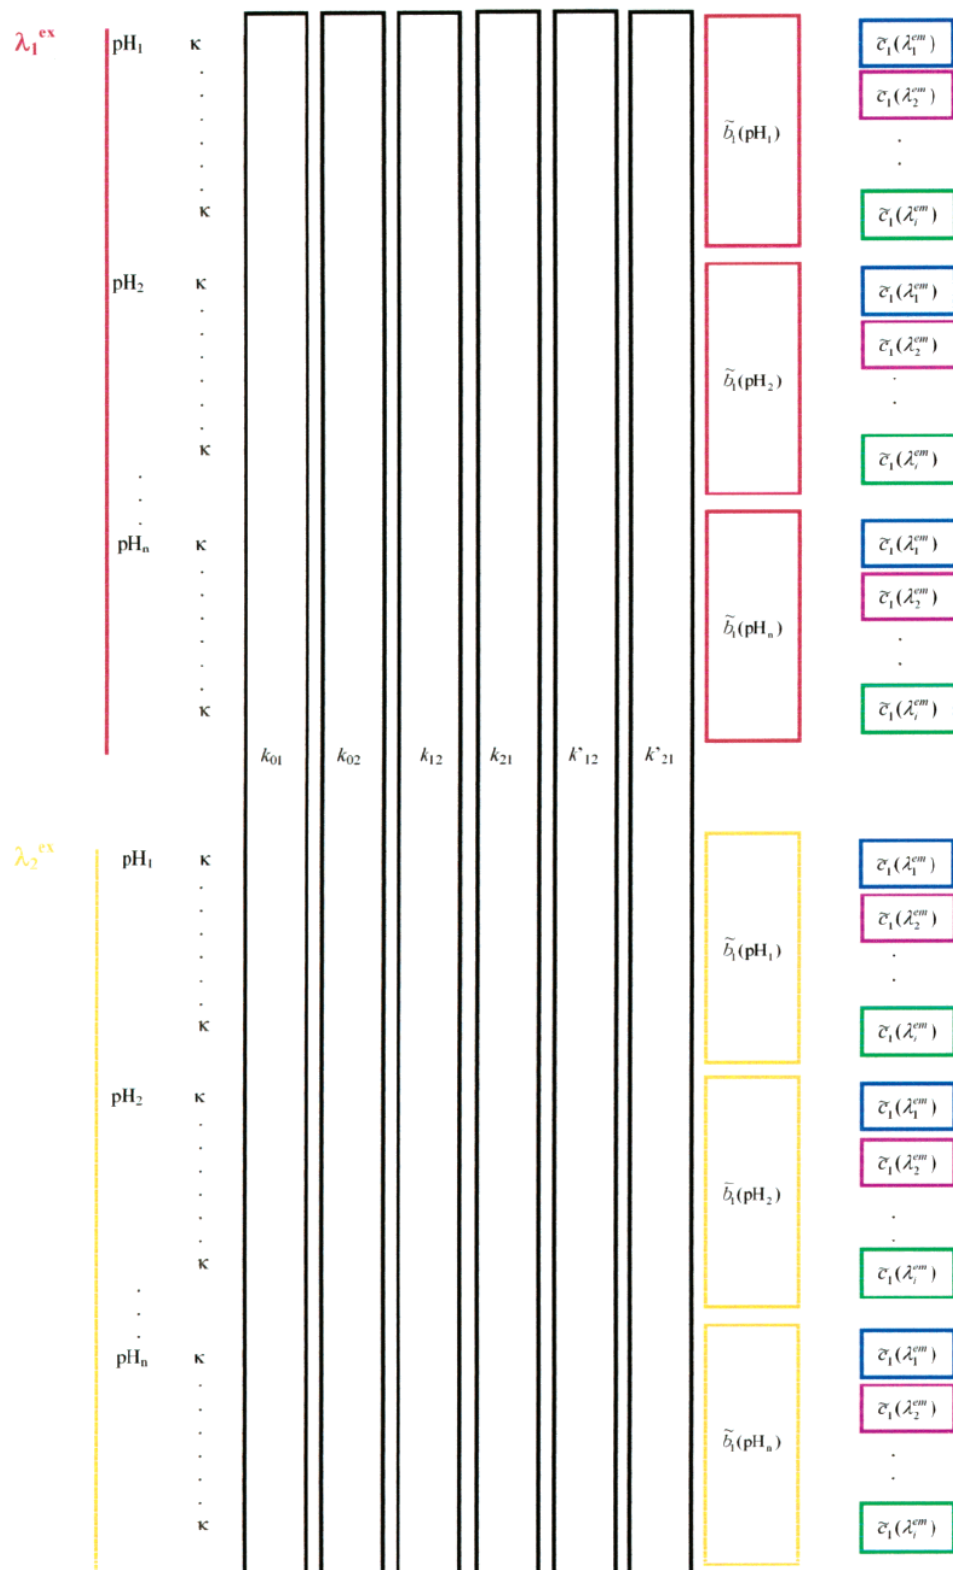 λ₁ᵉˣ pH₁ κ c̃₁(λ₁ᵉᵐ)
c̃₁(λ₂ᵉᵐ)
b̃₁(pH₁)
κ c̃₁(λᵢᵉᵐ)
pH₂ κ c̃₁(λ₁ᵉᵐ)
c̃₁(λ₂ᵉᵐ)
b̃₁(pH₂)
κ c̃₁(λᵢᵉᵐ)
pHₙ κ c̃₁(λ₁ᵉᵐ)
c̃₁(λ₂ᵉᵐ)
b̃₁(pHₙ)
κ c̃₁(λᵢᵉᵐ)
k₀₁ k₀₂ k₁₂ k₂₁ k’₁₂ k’₂₁
λ₂ᵉˣ pH₁ κ c̃₁(λ₁ᵉᵐ)
c̃₁(λ₂ᵉᵐ)
b̃₁(pH₁)
κ c̃₁(λᵢᵉᵐ)
pH₂ κ c̃₁(λ₁ᵉᵐ)
c̃₁(λ₂ᵉᵐ)
b̃₁(pH₂)
κ c̃₁(λᵢᵉᵐ)
pHₙ κ c̃₁(λ₁ᵉᵐ)
c̃₁(λ₂ᵉᵐ)
b̃₁(pHₙ)
κ c̃₁(λᵢᵉᵐ)